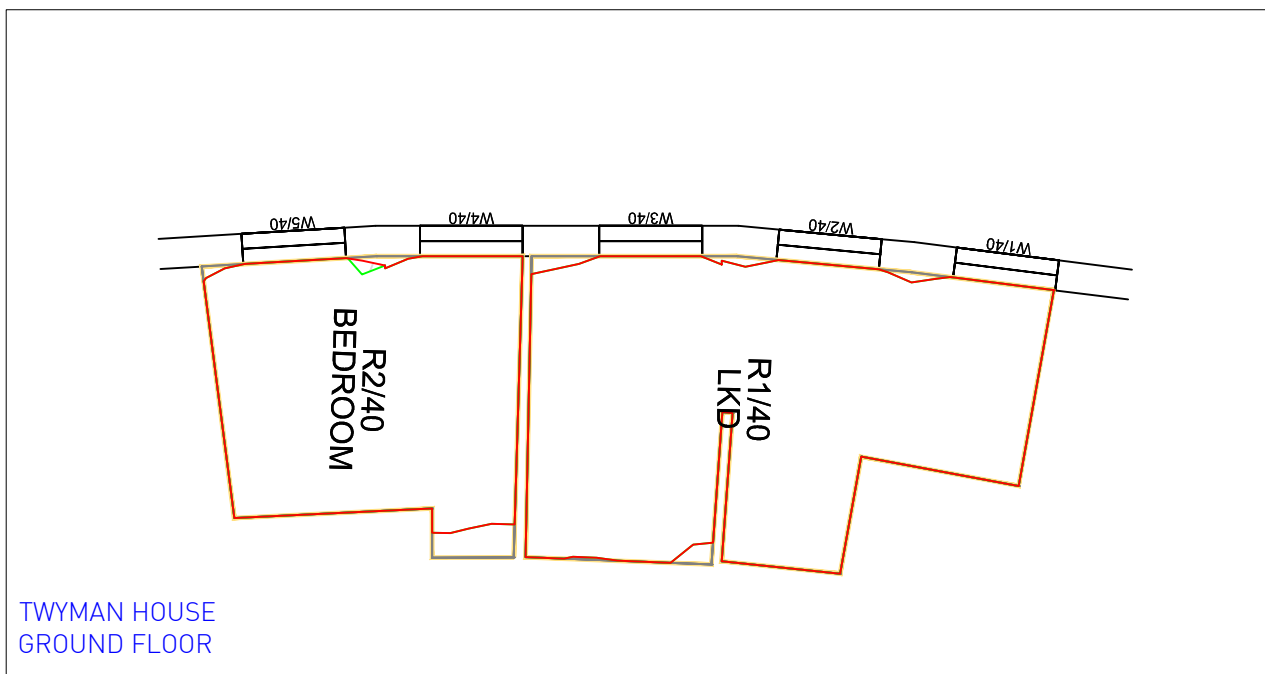 W5/40
W4/40
W3/40
W2/40
W1/40
R2/40
BEDROOM
R1/40
LKD
TWYMAN HOUSE
GROUND FLOOR